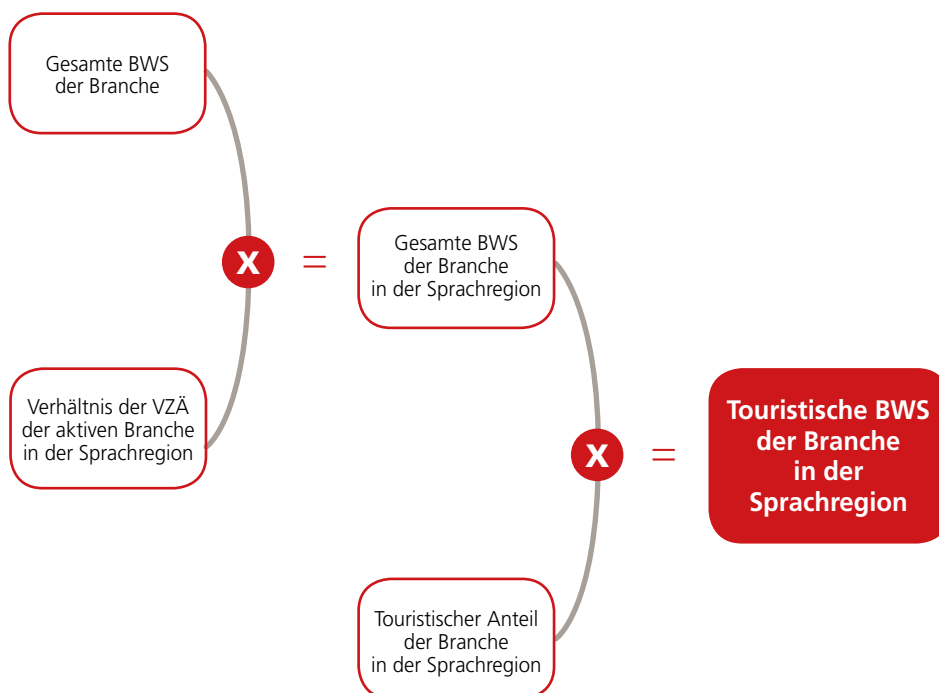 Gesamte BWS
der Branche
X
=
Gesamte BWS
der Branche
in der Sprachregion
Verhältnis der VZÄ
der aktiven Branche
in der Sprachregion
X
=
Touristische BWS
der Branche
in der
Sprachregion
Touristischer Anteil
der Branche
in der Sprachregion